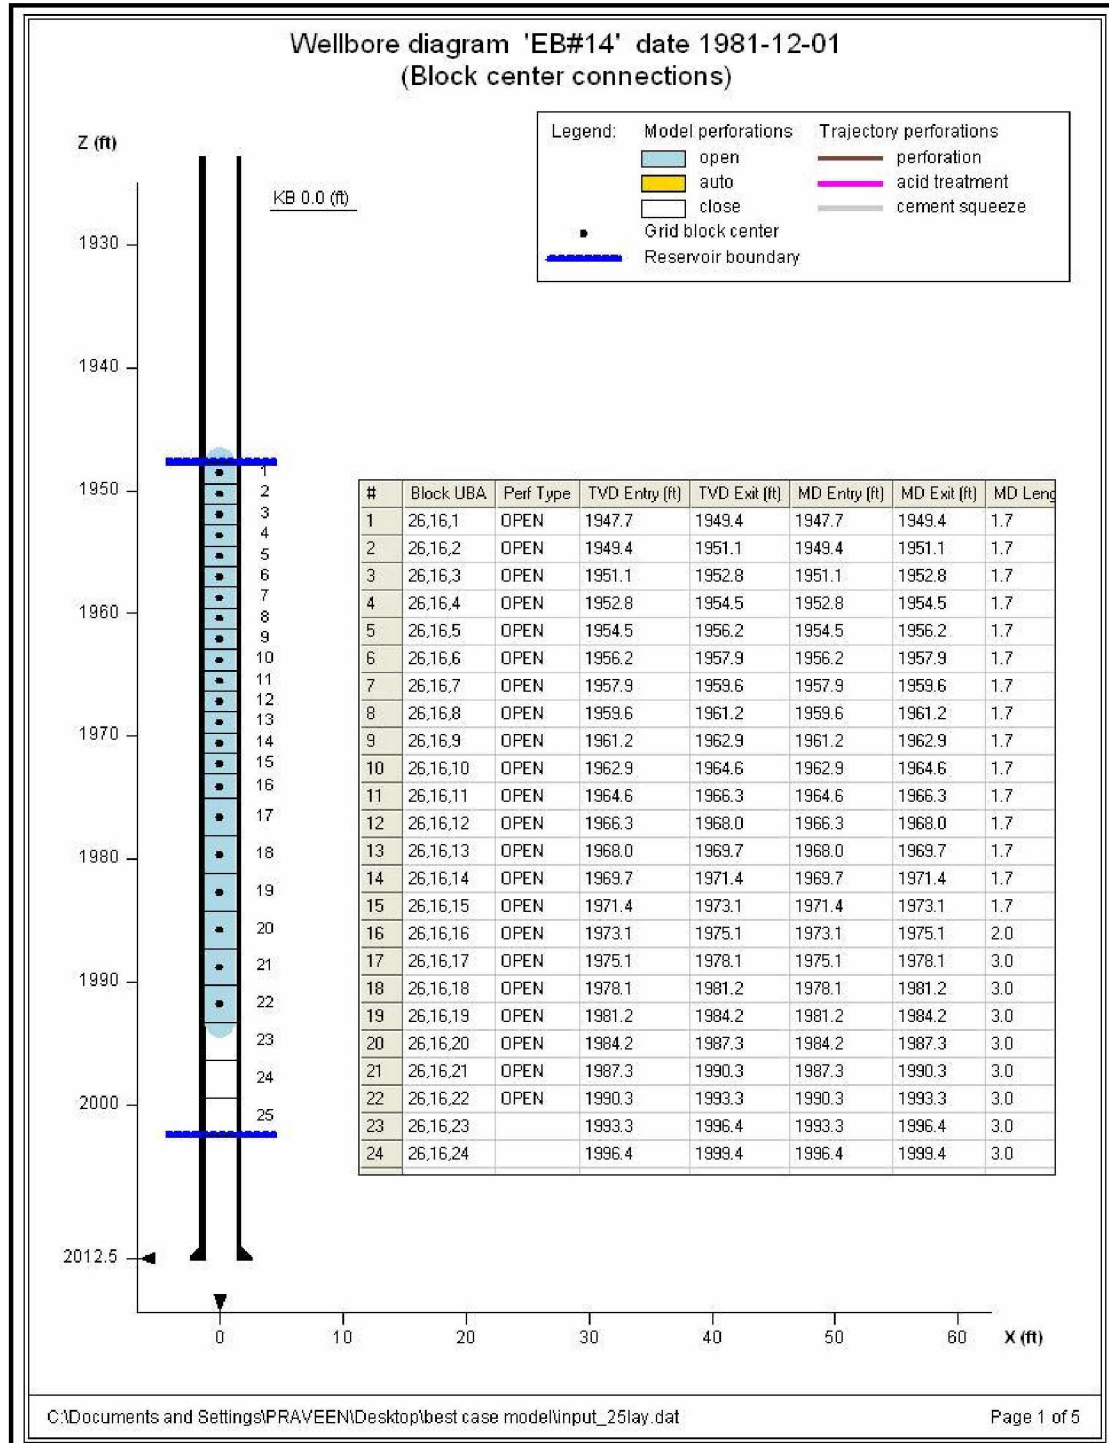 Wellbore diagram 'EB#14' date 1981-12-01
(Block center connections)
Legend: Model perforations Trajectory perforations
open perforation
auto acid treatment
close cement squeeze
Grid block center
Reservoir boundary
Z (ft)
KB 0.0 (ft)
1930
1940
1950
1960
1970
1980
1990
2000
2012.5
1
2
3
4
5
6
7
8
9
10
11
12
13
14
15
16
17
18
19
20
21
22
23
24
25
# Block UBA Perf Type TVD Entry (ft) TVD Exit (ft) MD Entry (ft) MD Exit (ft) MD Leng
1 26,16,1 OPEN 1947.7 1949.4 1947.7 1949.4 1.7
2 26,16,2 OPEN 1949.4 1951.1 1949.4 1951.1 1.7
3 26,16,3 OPEN 1951.1 1952.8 1951.1 1952.8 1.7
4 26,16,4 OPEN 1952.8 1954.5 1952.8 1954.5 1.7
5 26,16,5 OPEN 1954.5 1956.2 1954.5 1956.2 1.7
6 26,16,6 OPEN 1956.2 1957.9 1956.2 1957.9 1.7
7 26,16,7 OPEN 1957.9 1959.6 1957.9 1959.6 1.7
8 26,16,8 OPEN 1959.6 1961.2 1959.6 1961.2 1.7
9 26,16,9 OPEN 1961.2 1962.9 1961.2 1962.9 1.7
10 26,16,10 OPEN 1962.9 1964.6 1962.9 1964.6 1.7
11 26,16,11 OPEN 1964.6 1966.3 1964.6 1966.3 1.7
12 26,16,12 OPEN 1966.3 1968.0 1966.3 1968.0 1.7
13 26,16,13 OPEN 1968.0 1969.7 1968.0 1969.7 1.7
14 26,16,14 OPEN 1969.7 1971.4 1969.7 1971.4 1.7
15 26,16,15 OPEN 1971.4 1973.1 1971.4 1973.1 1.7
16 26,16,16 OPEN 1973.1 1975.1 1973.1 1975.1 2.0
17 26,16,17 OPEN 1975.1 1978.1 1975.1 1978.1 3.0
18 26,16,18 OPEN 1978.1 1981.2 1978.1 1981.2 3.0
19 26,16,19 OPEN 1981.2 1984.2 1981.2 1984.2 3.0
20 26,16,20 OPEN 1984.2 1987.3 1984.2 1987.3 3.0
21 26,16,21 OPEN 1987.3 1990.3 1987.3 1990.3 3.0
22 26,16,22 OPEN 1990.3 1993.3 1990.3 1993.3 3.0
23 26,16,23 1993.3 1996.4 1993.3 1996.4 3.0
24 26,16,24 1996.4 1999.4 1996.4 1999.4 3.0
0 10 20 30 40 50 60 X (ft)
C:\Documents and Settings\PRAVEEN\Desktop\best case model\input_25lay.dat Page 1 of 5